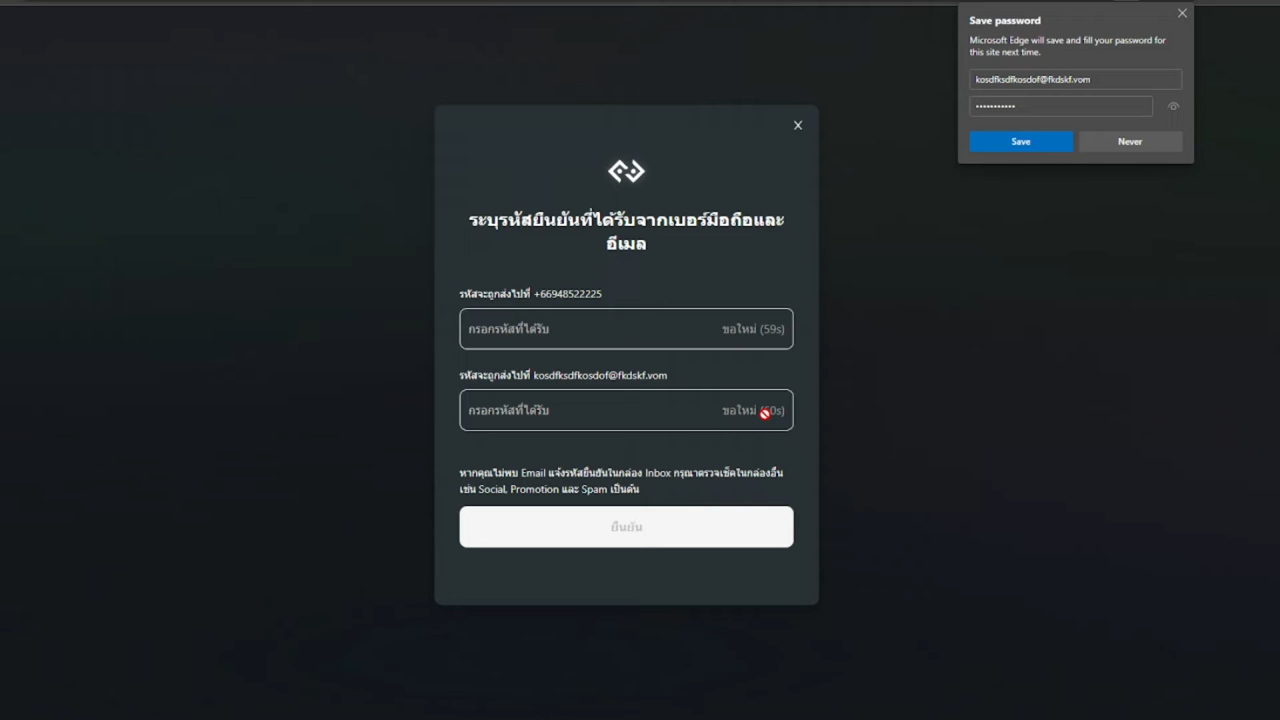 Save password
Microsoft Edge will save and fill your password for
this site next time.
kosdfksdfkosdof@fkdskf.vom
•••••••••••
Save
Never
ระบุรหัสยืนยันที่ได้รับจากเบอร์มือถือและ
อีเมล
รหัสจะถูกส่งไปที่ +66948522225
กรอกรหัสที่ได้รับ
ขอใหม่ (59s)
รหัสจะถูกส่งไปที่ kosdfksdfkosdof@fkdskf.vom
กรอกรหัสที่ได้รับ
ขอใหม่
หากคุณไม่พบ Email แจ้งรหัสยืนยันในกล่อง Inbox กรุณาตรวจเช็คในกล่องอื่น
เช่น Social, Promotion และ Spam เป็นต้น
ยืนยัน